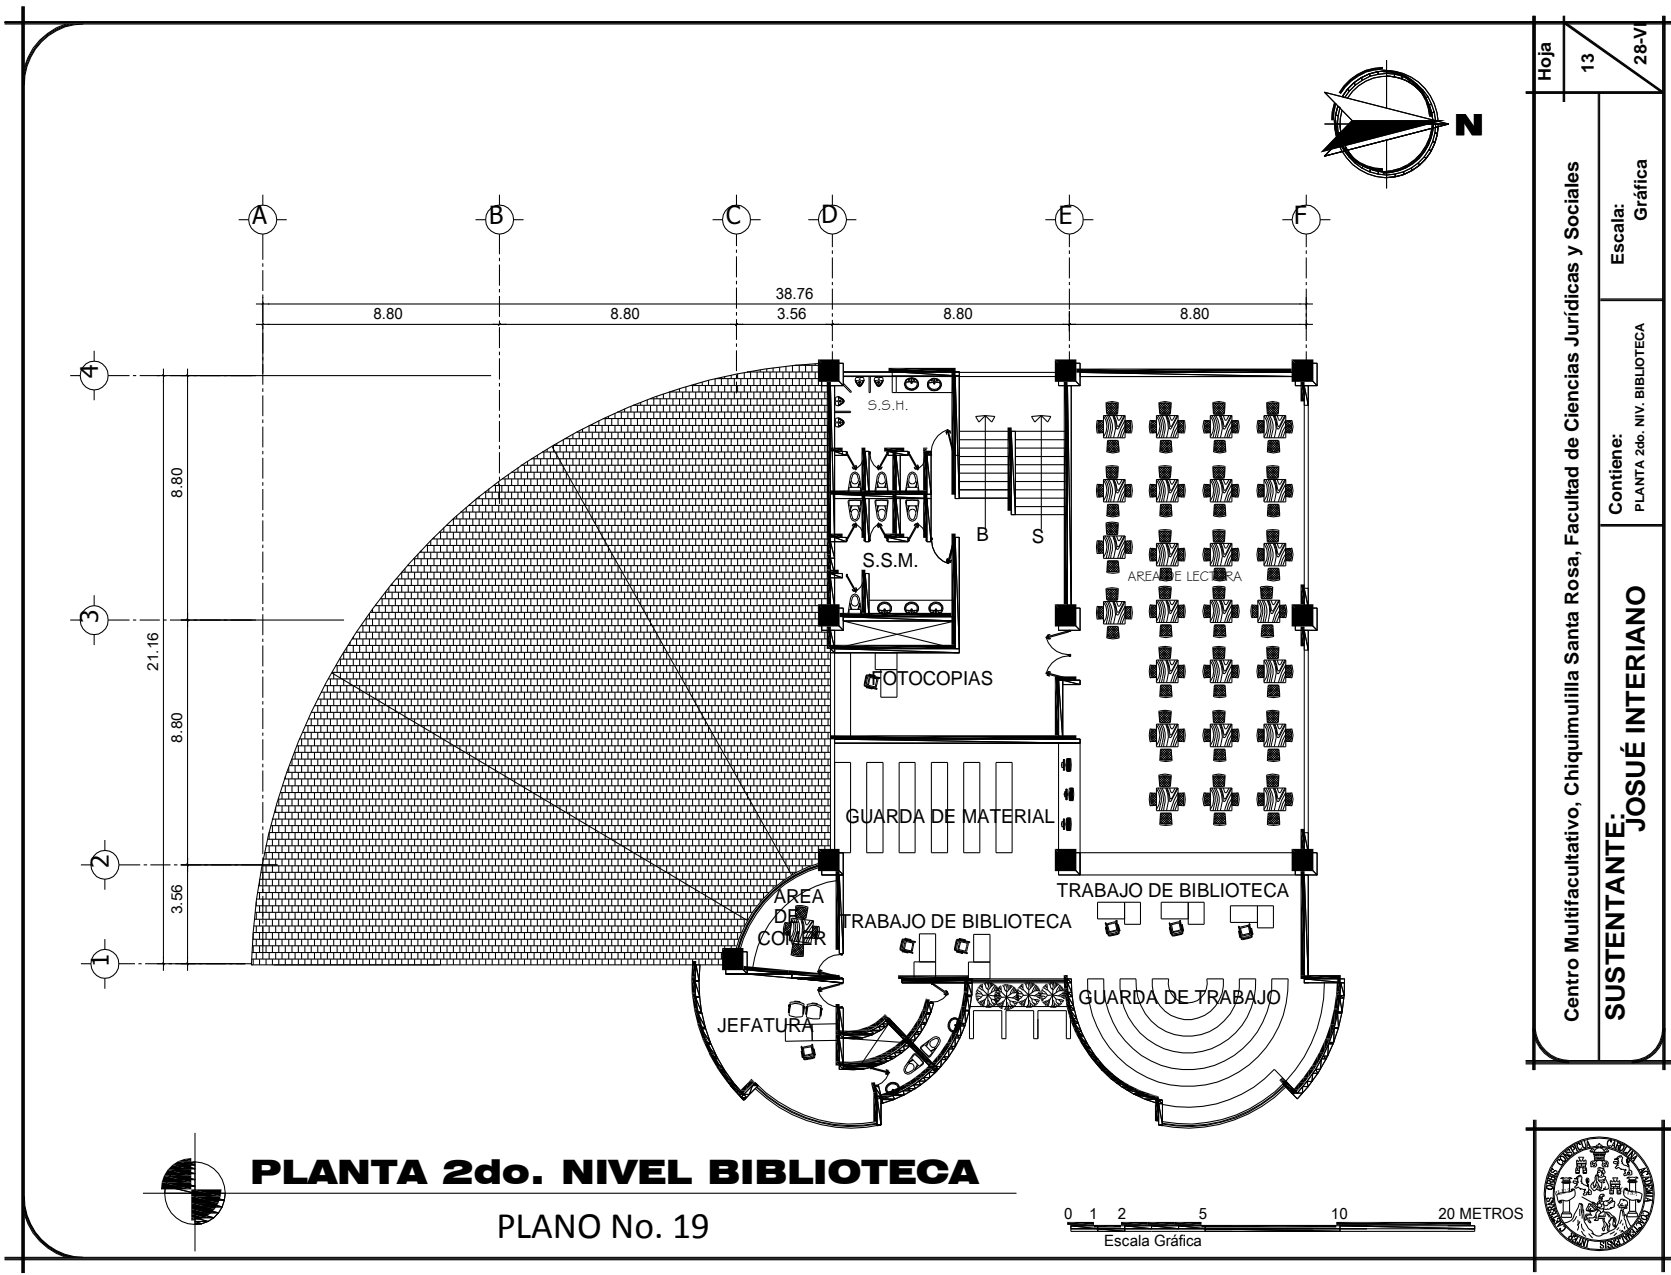 N
A
B
C
D
E
F
38.76
8.80
8.80
3.56
8.80
8.80
4
3
2
1
8.80
21.16
8.80
3.56
S.S.H.
B
S
S.S.M.
AREA DE LECTURA
FOTOCOPIAS
GUARDA DE MATERIAL
TRABAJO DE BIBLIOTECA
AREA
DE
COMER
TRABAJO DE BIBLIOTECA
GUARDA DE TRABAJO
JEFATURA
PLANTA 2do. NIVEL BIBLIOTECA
PLANO No. 19
0 1 2 5 10 20 METROS
Escala Gráfica
Hoja
13
28-VI
Centro Multifacultativo, Chiquimulilla Santa Rosa, Facultad de Ciencias Jurídicas y Sociales
Escala:
Gráfica
Contiene:
PLANTA 2do. NIV. BIBLIOTECA
SUSTENTANTE:
JOSUÉ INTERIANO